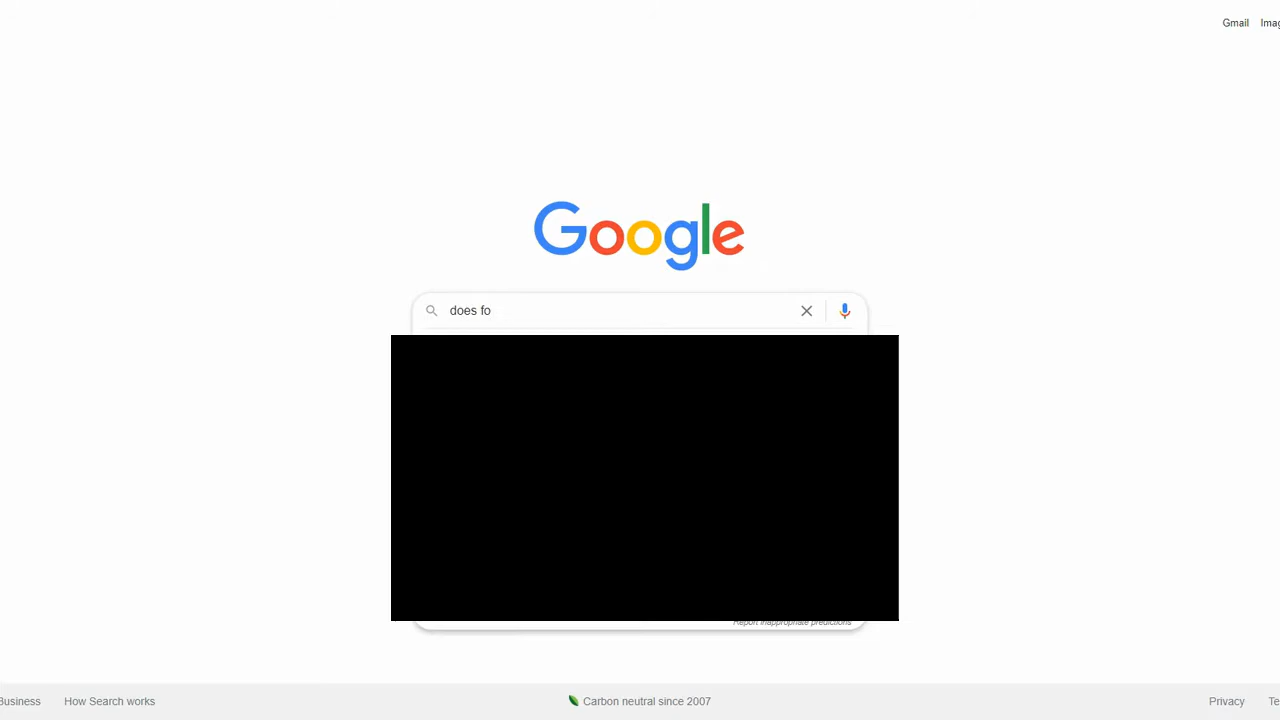 Gmail Imag
Google
does fo
Report inappropriate predictions
Business How Search works Carbon neutral since 2007 Privacy Te